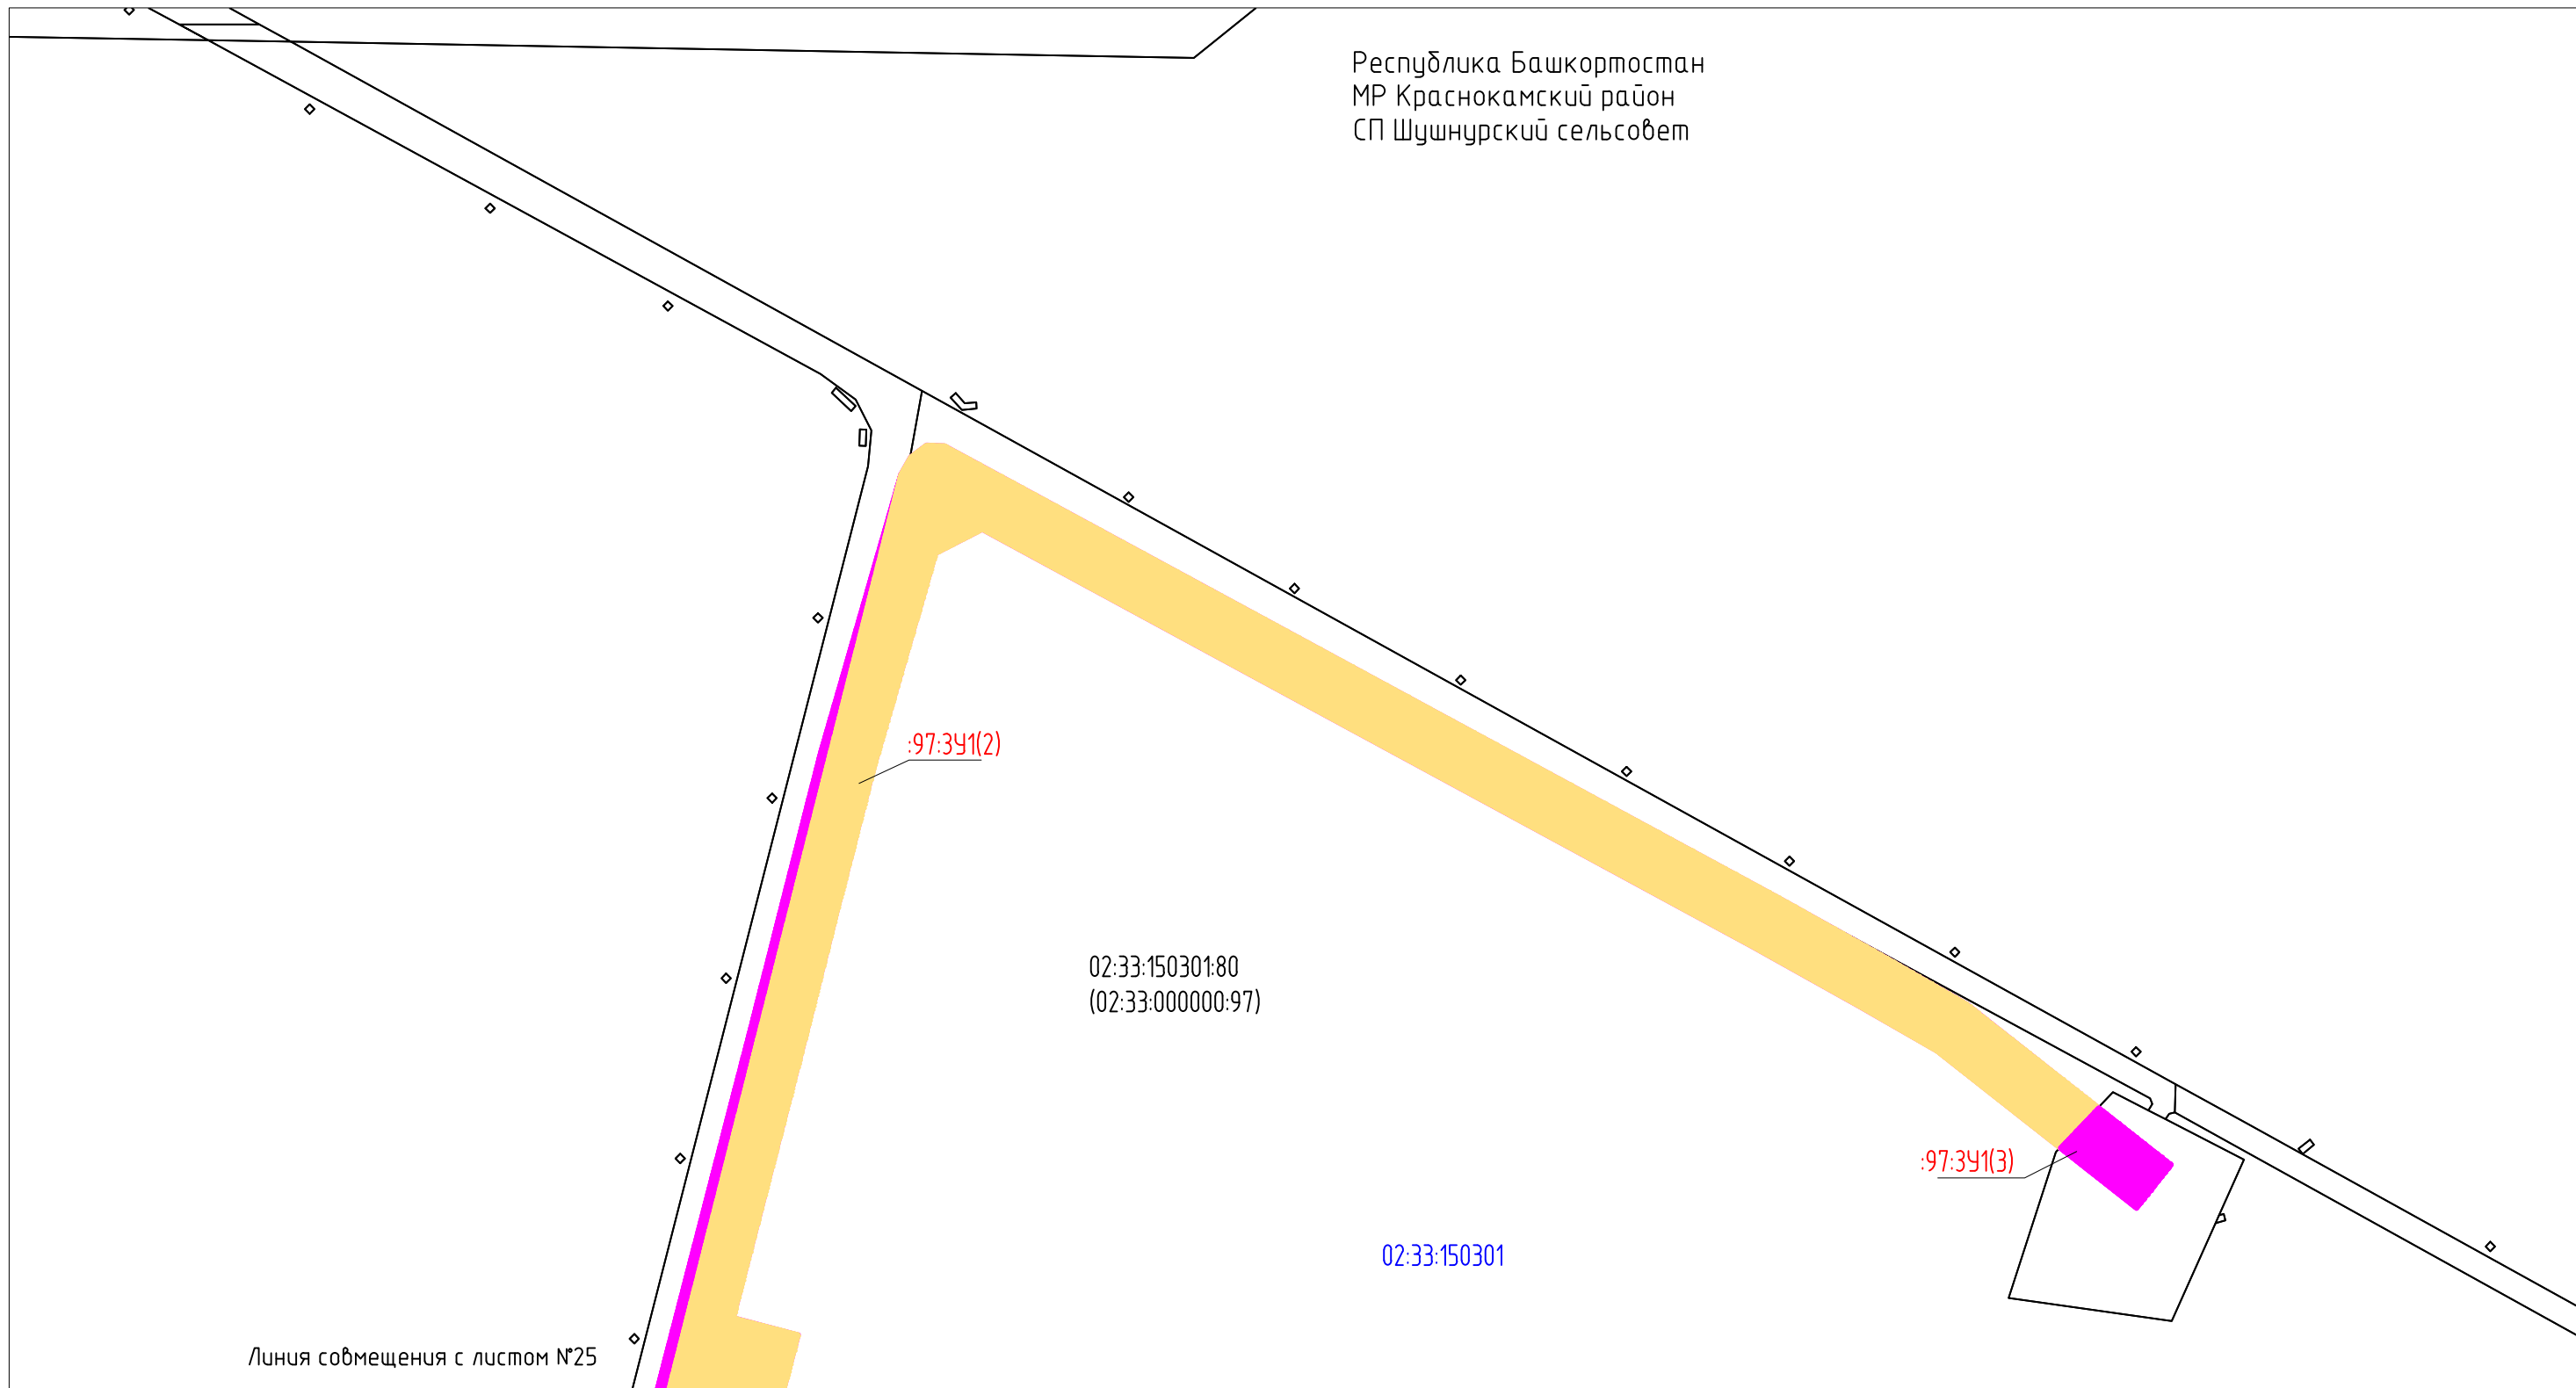 Республика Башкортостан
МР Краснокамский район
СП Шушнурский сельсовет
:97:ЗУ1(2)
02:33:150301:80
(02:33:000000:97)
:97:ЗУ1(3)
02:33:150301
Линия совмещения с листом №25